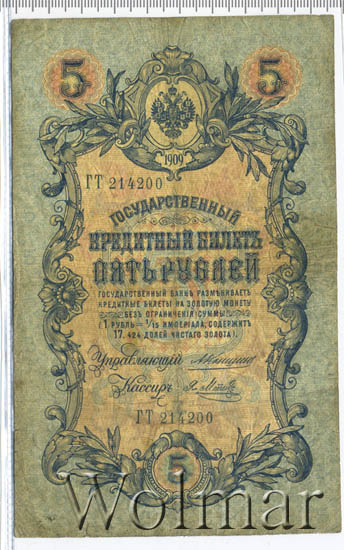 5 5
1909
ГТ 214200
ГОСУДАРСТВЕННЫЙ
КРЕДИТНЫЙ БИЛЕТЪ
ПЯТЬ РУБЛЕЙ
ГОСУДАРСТВЕННЫЙ БАНКЪ РАЗМѢНИВАЕТЪ
КРЕДИТНЫЕ БИЛЕТЫ НА ЗОЛОТУЮ МОНЕТУ
БЕЗЪ ОГРАНИЧЕНІЯ СУММЫ
(1 РУБЛЬ = 1/15 ИМПЕРІАЛА, СОДЕРЖИТЪ
17,424 ДОЛЕЙ ЧИСТАГО ЗОЛОТА).
Управляющій
Кассиръ
ГТ 214200
5
Wolmar